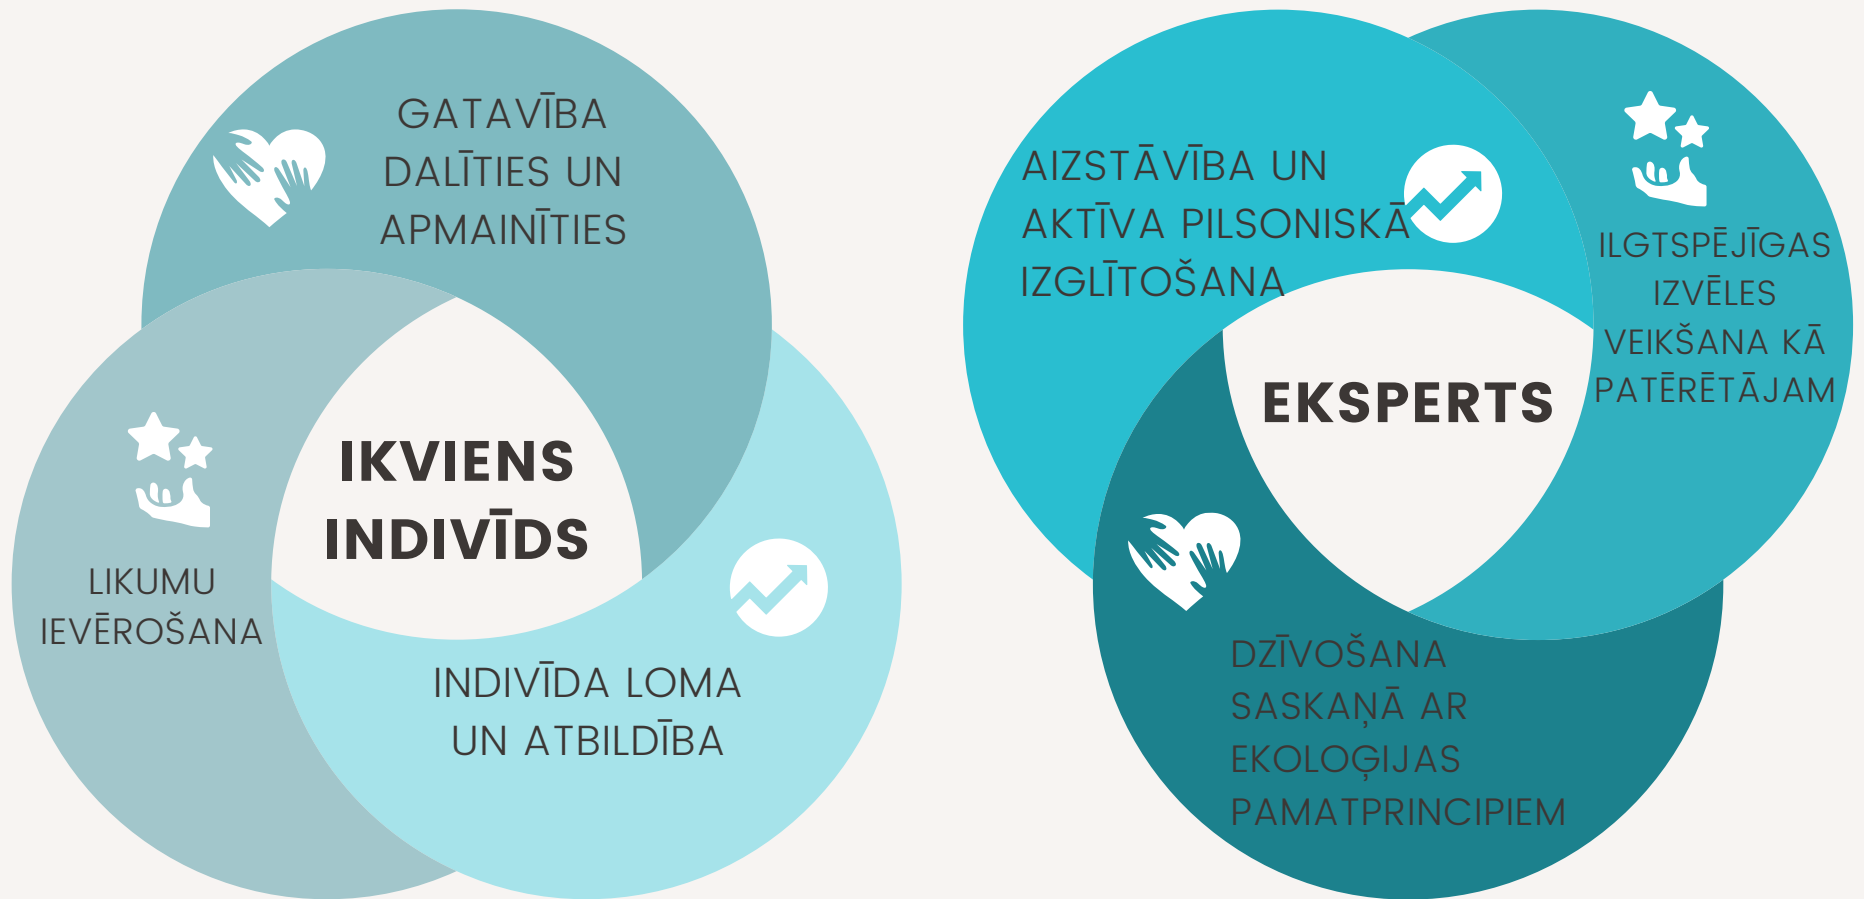 GATAVĪBA
DALĪTIES UN
APMAINĪTIES
LIKUMU
IEVĒROŠANA
IKVIENS
INDIVĪDS
INDIVĪDA LOMA
UN ATBILDĪBA
AIZSTĀVĪBA UN
AKTĪVA PILSONISKĀ
IZGLĪTOŠANA
ILGTSPĒJĪGAS
IZVĒLES
VEIKŠANA KĀ
PATĒRĒTĀJAM
EKSPERTS
DZĪVOŠANA
SASKAŅĀ AR
EKOLOĢIJAS
PAMATPRINCIPIEM